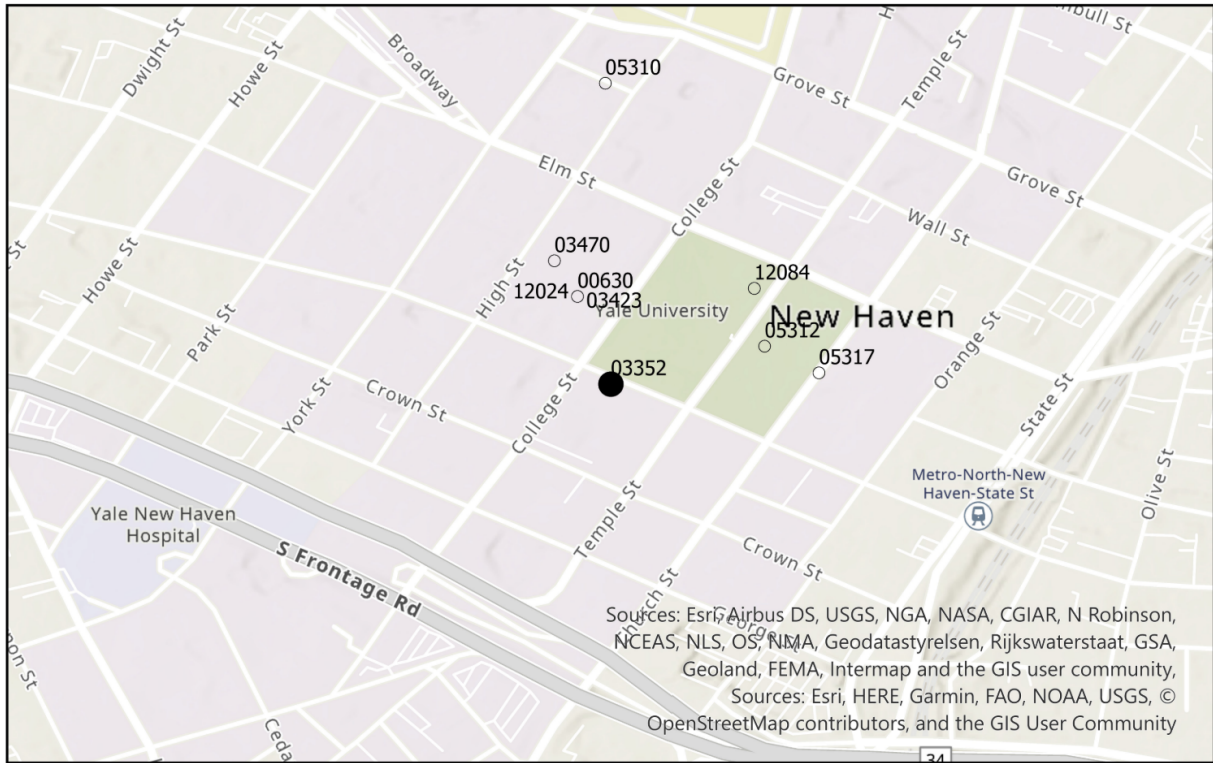 Dwight St
Howe St
Broadway
05310
Temple St
Grove St
Elm St
College St
Grove St
Wall St
Howe St
03470
High St
00630
12024
03423
Yale University
12084
New Haven
05312
05317
Park St
Orange St
03352
State St
Crown St
York St
College St
Metro-North-New
Haven-State St
Olive St
Yale New Haven
Hospital
Temple St
Crown St
S Frontage Rd
Church St
Sources: Esri, Airbus DS, USGS, NGA, NASA, CGIAR, N Robinson,
NCEAS, NLS, OS, NMA, Geodatastyrelsen, Rijkswaterstaat, GSA,
Geoland, FEMA, Intermap and the GIS user community,
Sources: Esri, HERE, Garmin, FAO, NOAA, USGS, ©
OpenStreetMap contributors, and the GIS User Community
34